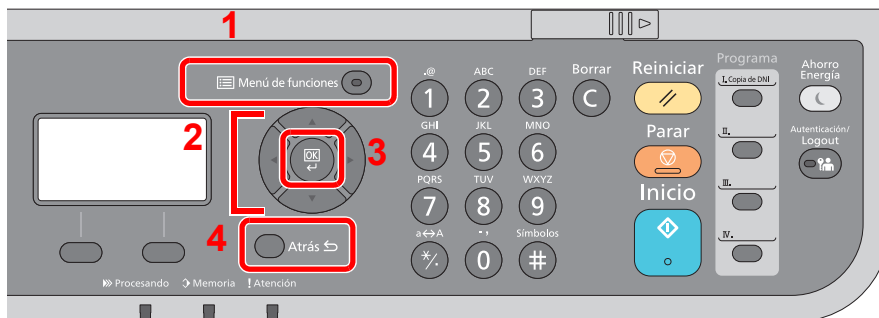 1
Menú de funciones
2
OK
3
4
Atrás
Procesando
Memoria
! Atención
.@
ABC
DEF
Borrar
1
2
3
C
GHI
JKL
MNO
4
5
6
PQRS
TUV
WXYZ
7
8
9
a↔A
Símbolos
*/.
0
#
Reiniciar
Parar
Inicio
Programa
I. Copia de DNI
II.
III.
IV.
Ahorro
Energía
Autenticación/
Logout